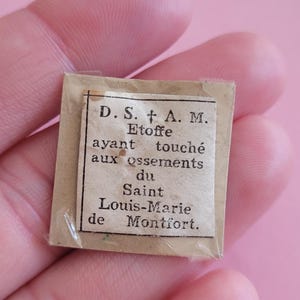 D. S. † A. M.
Etoffe
ayant touché
aux ossements
du
Saint
Louis-Marie
de Montfort.